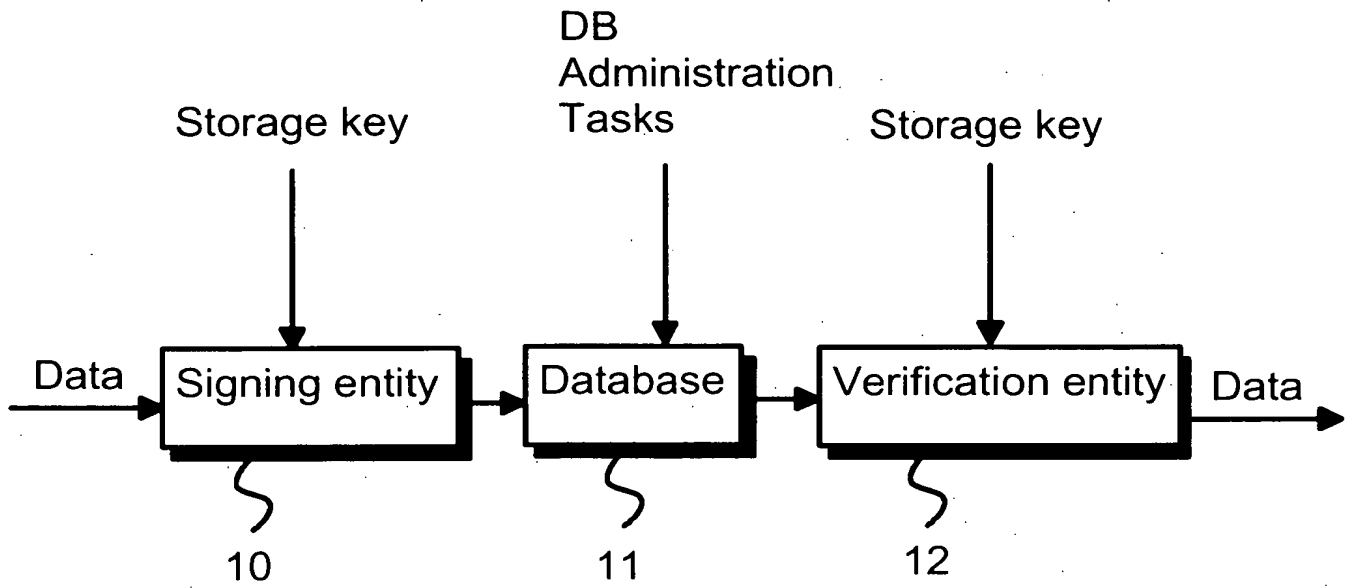 DB
Administration
Tasks
Storage key
Storage key
Data
Signing entity
Database
Verification entity
Data
10
11
12